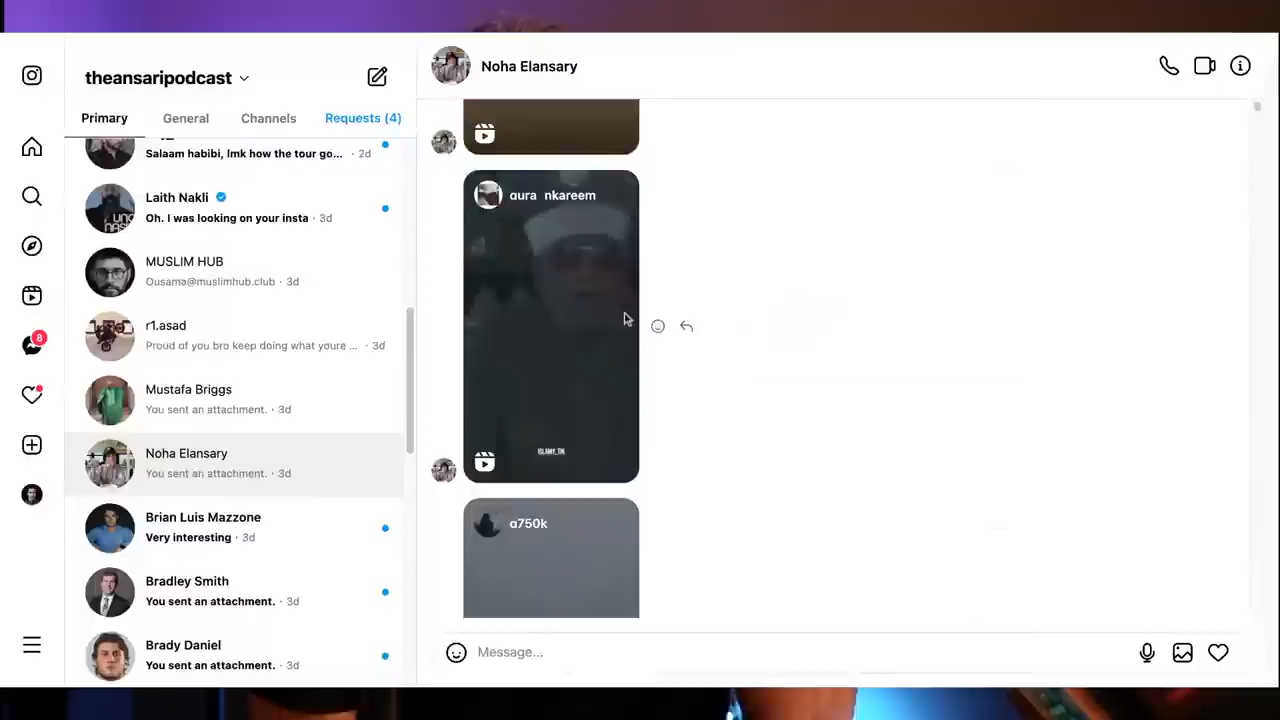 theansaripodcast
Primary
General
Channels
Requests (4)
Salaam habibi, lmk how the tour go... · 2d
Laith Nakli
Oh. I was looking on your insta · 3d
MUSLIM HUB
Ousama@muslimhub.club · 3d
r1.asad
Proud of you bro keep doing what youre ... · 3d
Mustafa Briggs
You sent an attachment. · 3d
Noha Elansary
You sent an attachment. · 3d
Brian Luis Mazzone
Very interesting · 3d
Bradley Smith
You sent an attachment. · 3d
Brady Daniel
You sent an attachment. · 3d
8
Noha Elansary
aura nkareem
ISLAMY_TIK
a750k
Message...